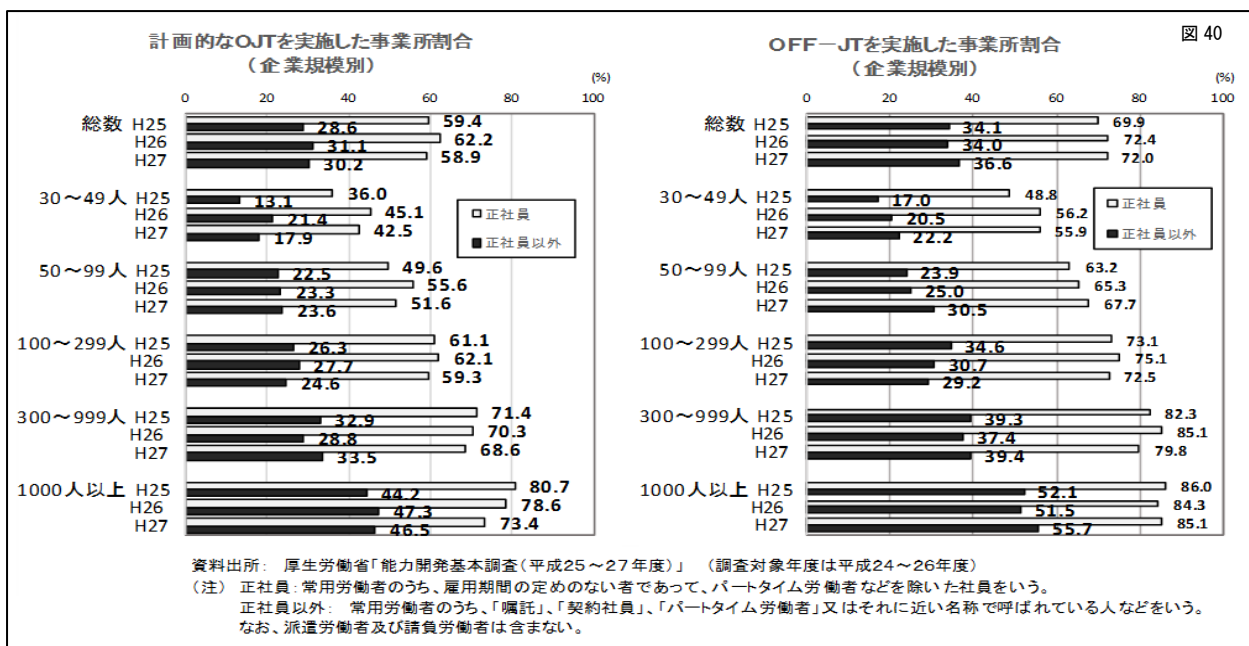 図 40
計画的なOJTを実施した事業所割合
（企業規模別）
(%)
0 20 40 60 80 100
総数 H25 59.4
28.6
H26 62.2
31.1
H27 58.9
30.2
30～49人 H25 36.0
13.1
H26 45.1
21.4
H27 42.5
17.9
50～99人 H25 49.6
22.5
H26 55.6
23.3
H27 51.6
23.6
100～299人 H25 61.1
26.3
H26 62.1
27.7
H27 59.3
24.6
300～999人 H25 71.4
32.9
H26 70.3
28.8
H27 68.6
33.5
1000人以上 H25 80.7
44.2
H26 78.6
47.3
H27 73.4
46.5
正社員
正社員以外
OFF－JTを実施した事業所割合
（企業規模別）
(%)
0 20 40 60 80 100
総数 H25 69.9
34.1
H26 72.4
34.0
H27 72.0
36.6
30～49人 H25 48.8
17.0
H26 56.2
20.5
H27 55.9
22.2
50～99人 H25 63.2
23.9
H26 65.3
25.0
H27 67.7
30.5
100～299人 H25 73.1
34.6
H26 75.1
30.7
H27 72.5
29.2
300～999人 H25 82.3
39.3
H26 85.1
37.4
H27 79.8
39.4
1000人以上 H25 86.0
52.1
H26 84.3
51.5
H27 85.1
55.7
正社員
正社員以外
資料出所： 厚生労働省「能力開発基本調査（平成25～27年度）」 （調査対象年度は平成24～26年度）
（注） 正社員：常用労働者のうち、雇用期間の定めのない者であって、パートタイム労働者などを除いた社員をいう。
正社員以外： 常用労働者のうち、「嘱託」、「契約社員」、「パートタイム労働者」又はそれに近い名称で呼ばれている人などをいう。
なお、派遣労働者及び請負労働者は含まない。